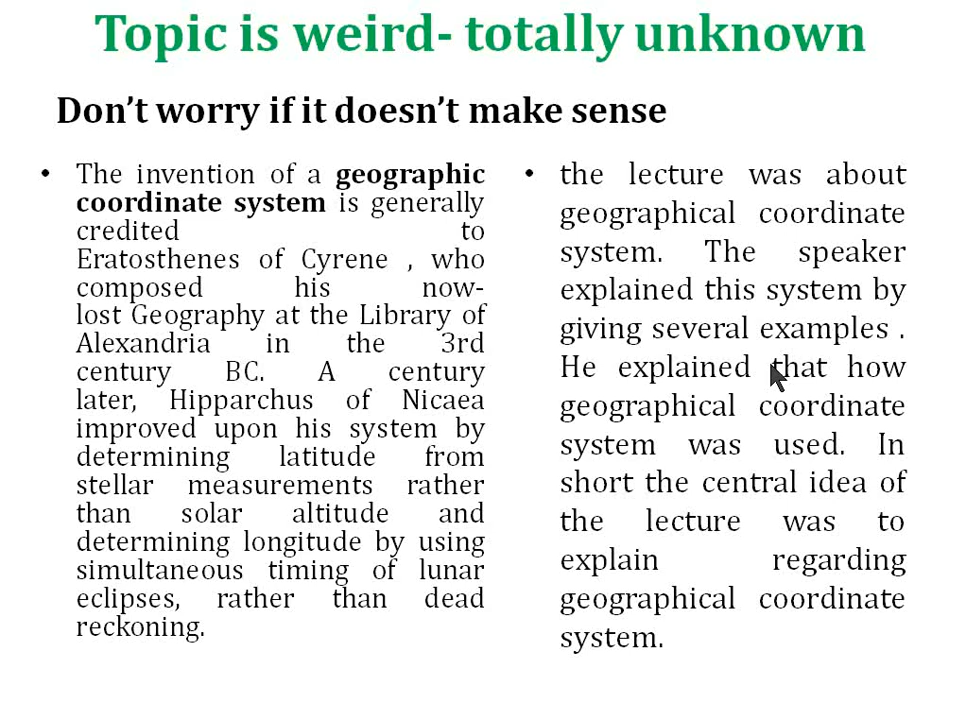 Topic is weird- totally unknown
Don’t worry if it doesn’t make sense
• The invention of a geographic
coordinate system is generally
credited to
Eratosthenes of Cyrene , who
composed his now-
lost Geography at the Library of
Alexandria in the 3rd
century BC. A century
later, Hipparchus of Nicaea
improved upon his system by
determining latitude from
stellar measurements rather
than solar altitude and
determining longitude by using
simultaneous timing of lunar
eclipses, rather than dead
reckoning.
• the lecture was about
geographical coordinate
system. The speaker
explained this system by
giving several examples .
He explained that how
geographical coordinate
system was used. In
short the central idea of
the lecture was to
explain regarding
geographical coordinate
system.